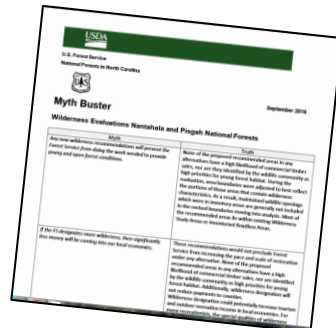 USDA
U.S. Forest Service
National Forests in North Carolina
September 2016
Myth Buster
Wilderness Evaluations Nantahala and Pisgah National Forests
Myth
Truth
Any new wilderness recommendations will prevent the
Forest Service from doing the work needed to provide
young and open forest conditions.
None of the proposed recommended areas in any
alternatives have a high likelihood of commercial timber
sales, nor are they identified by the wildlife community as
high priorities for young forest habitat. During the
evaluation, area boundaries were adjusted to best reflect
the portions of those areas that contain wilderness
characteristics. As a result, maintained wildlife openings
which were in inventory areas are generally not included
in the revised boundaries moving into analysis. Most of
the recommended areas lie within existing Wilderness
Study Areas or Inventoried Roadless Areas.
If the FS designates more wilderness, then significantly
less money will be coming into our local economies.
These recommendations would not preclude Forest
Service from increasing the pace and scale of restoration
under any alternative. None of the proposed
recommended areas in any alternatives have a high
likelihood of commercial timber sales, nor are identified
by the wildlife community as high priorities for young
forest habitat. Additionally, wilderness designation will
not reduce payments to counties.
Wilderness designation could potentially increase tourism
and outdoor recreation income in local economies. For
many recreationists, the special qualities of wilderness